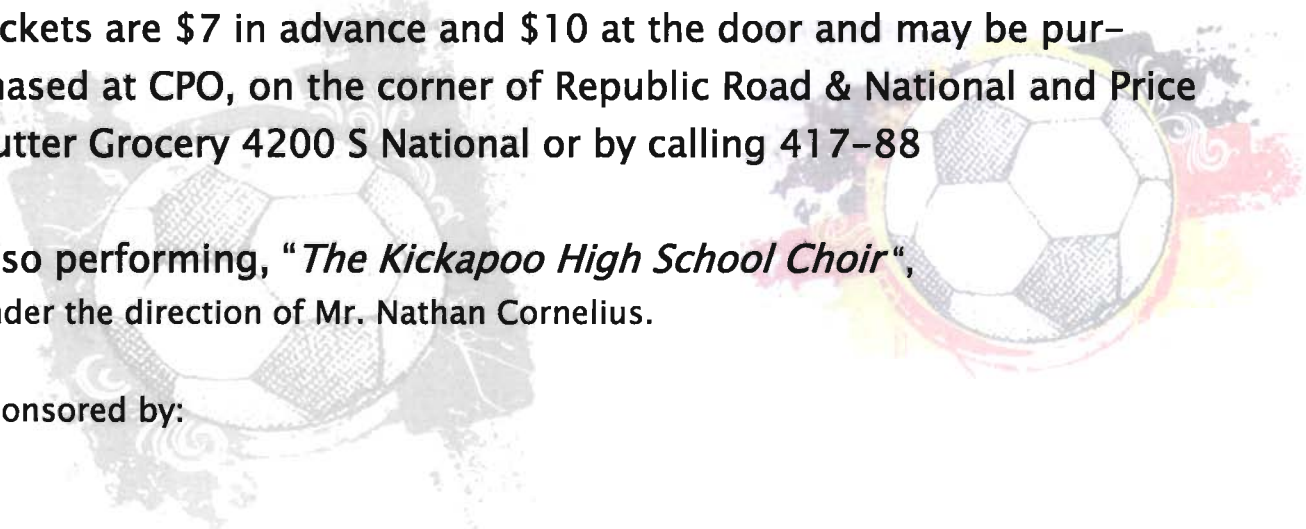 ckets are $7 in advance and $10 at the door and may be pur-
hased at CPO, on the corner of Republic Road & National and Price
utter Grocery 4200 S National or by calling 417-88
so performing, "The Kickapoo High School Choir",
nder the direction of Mr. Nathan Cornelius.
onsored by: